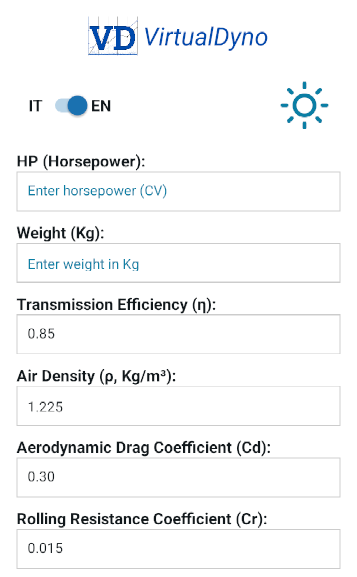 VD VirtualDyno
IT EN
HP (Horsepower):
Enter horsepower (CV)
Weight (Kg):
Enter weight in Kg
Transmission Efficiency (η):
0.85
Air Density (ρ, Kg/m³):
1.225
Aerodynamic Drag Coefficient (Cd):
0.30
Rolling Resistance Coefficient (Cr):
0.015